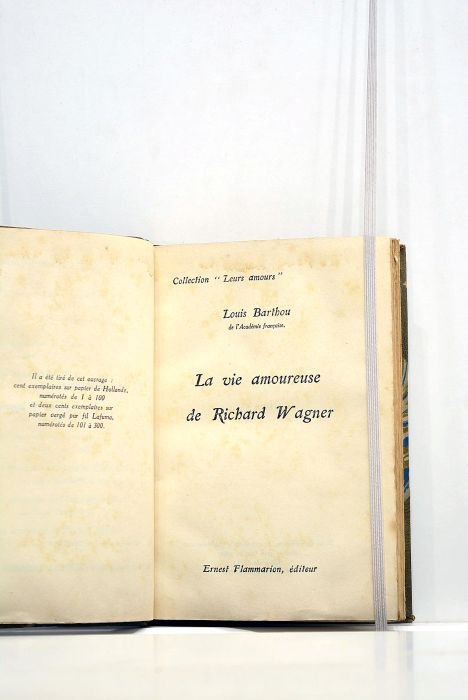 Il a été tiré de cet ouvrage :
cent exemplaires sur papier de Hollande,
numérotés de 1 à 100
et deux cents exemplaires sur
papier vergé pur fil Lafuma,
numérotés de 101 à 300.
Collection " Leurs amours "
Louis Barthou
de l'Académie française.
La vie amoureuse
de Richard Wagner
Ernest Flammarion, éditeur